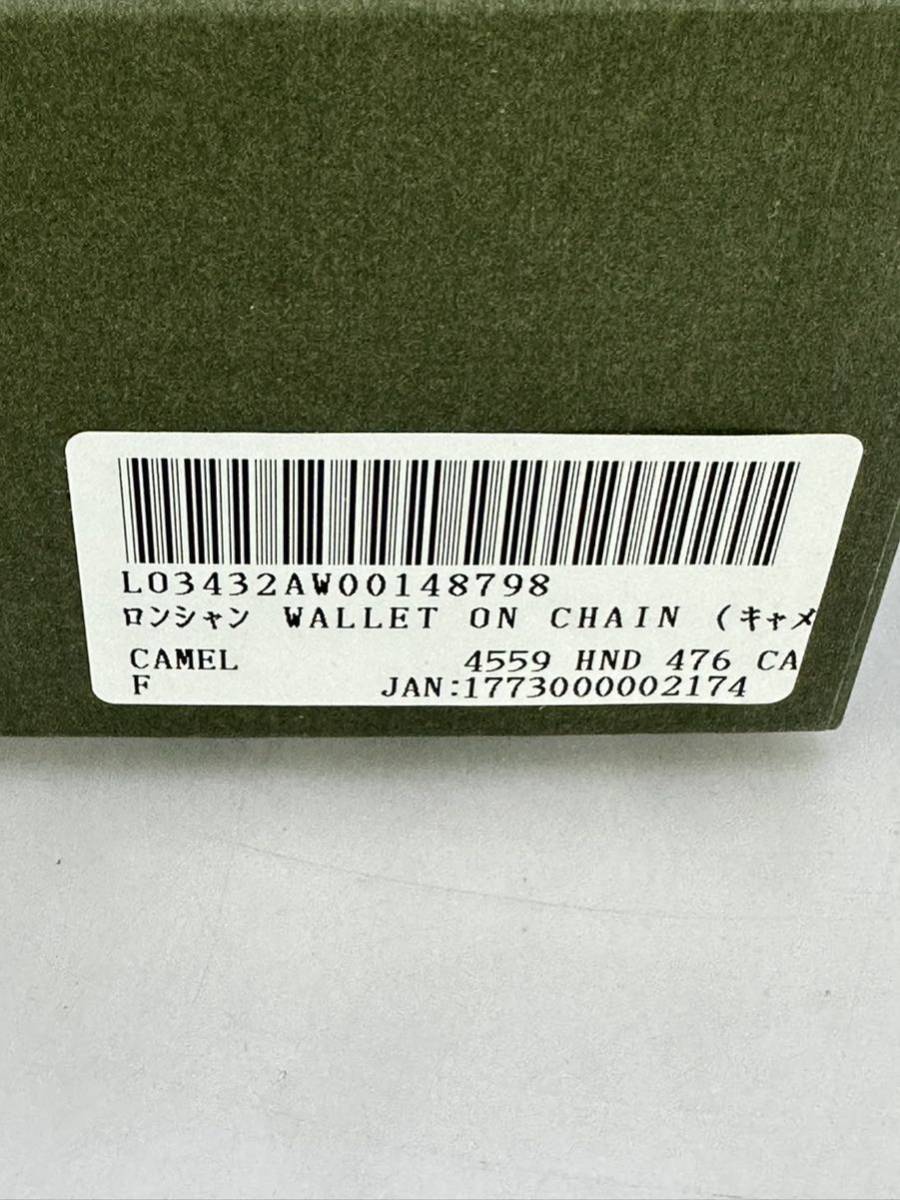 L03432AW00148798
ロンシャン WALLET ON CHAIN (キャメ
CAMEL 4559 HND 476 CA
F JAN:1773000002174